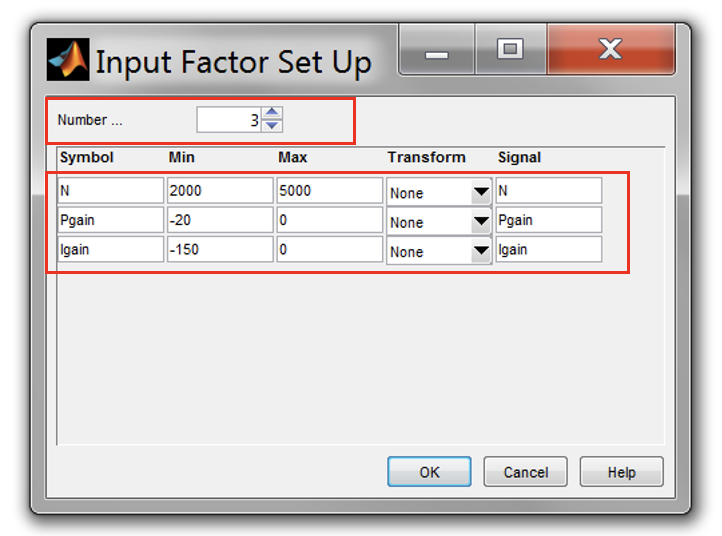 Input Factor Set Up
Number ... 3
Symbol Min Max Transform Signal
N 2000 5000 None N
Pgain -20 0 None Pgain
Igain -150 0 None Igain
OK Cancel Help